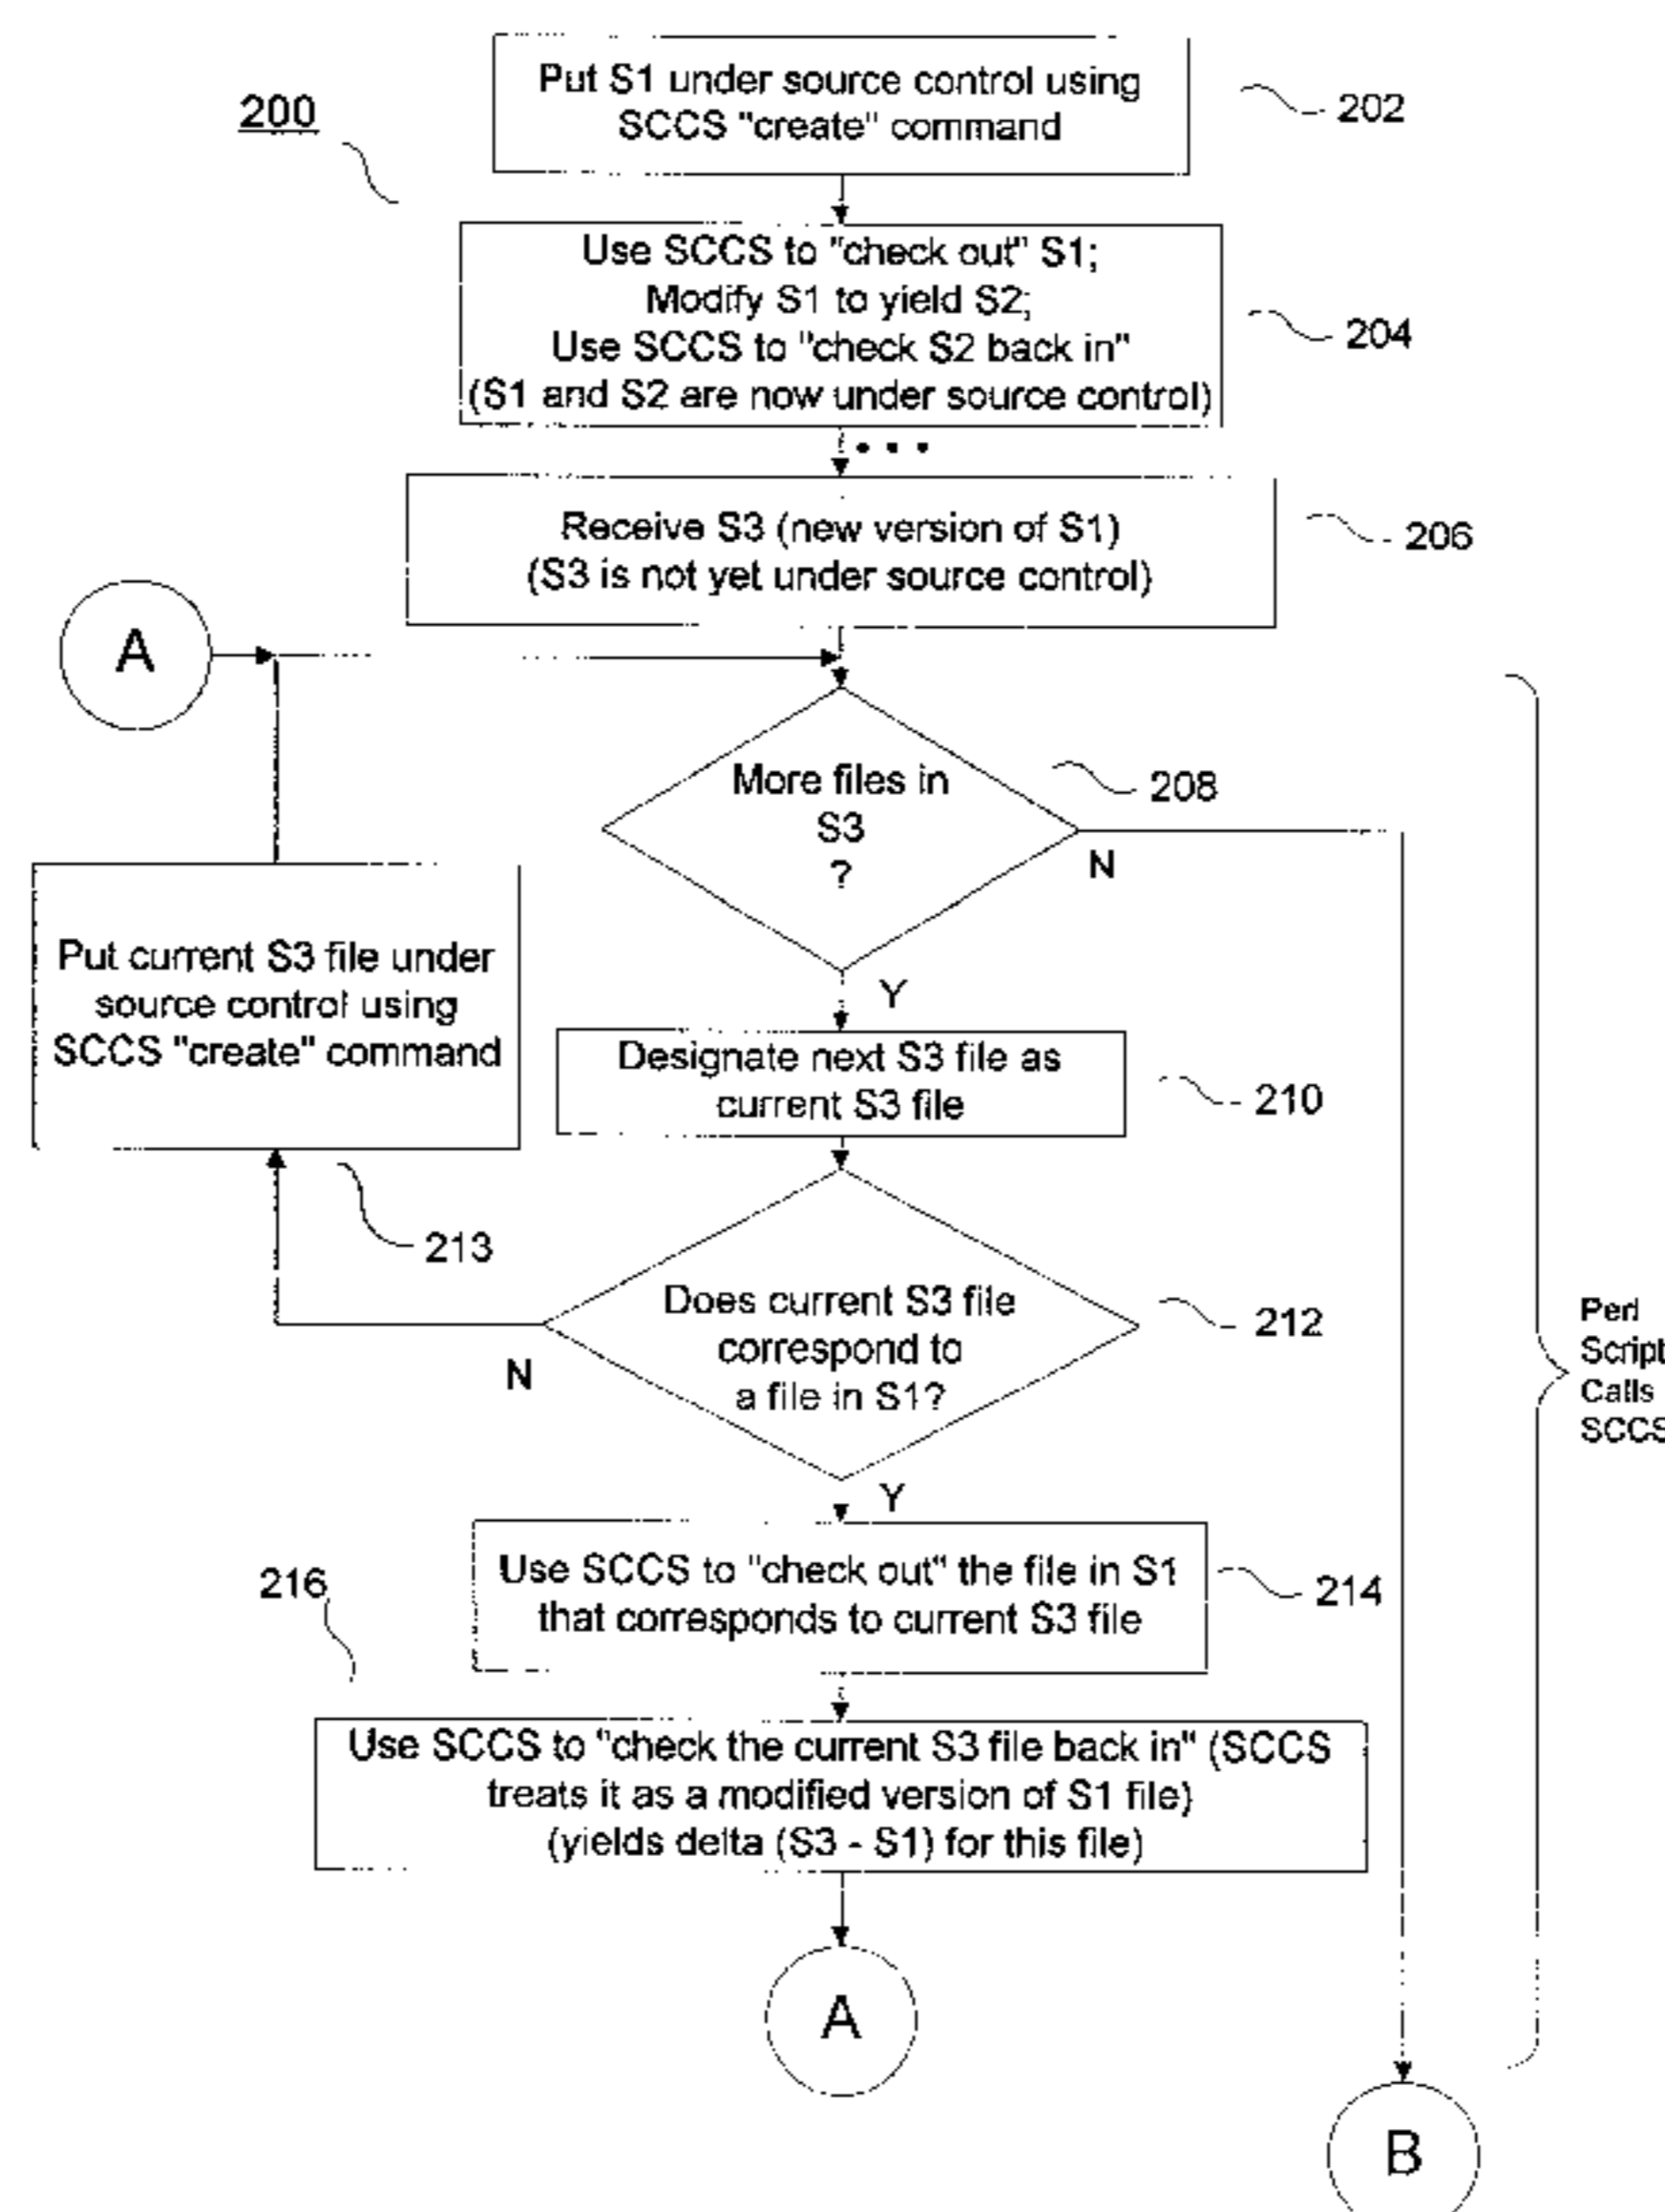 200
Put S1 under source control using
SCCS "create" command
202
Use SCCS to "check out" S1;
Modify S1 to yield S2;
Use SCCS to "check S2 back in"
(S1 and S2 are now under source control)
204
Receive S3 (new version of S1)
(S3 is not yet under source control)
206
A
More files in
S3
?
208
N
Y
Put current S3 file under
source control using
SCCS "create" command
213
Designate next S3 file as
current S3 file
210
Does current S3 file
correspond to
a file in S1?
212
N
Y
Perl
Script
Calls
SCCS
Use SCCS to "check out" the file in S1
that corresponds to current S3 file
214
216
Use SCCS to "check the current S3 file back in" (SCCS
treats it as a modified version of S1 file)
(yields delta (S3 - S1) for this file)
A
B